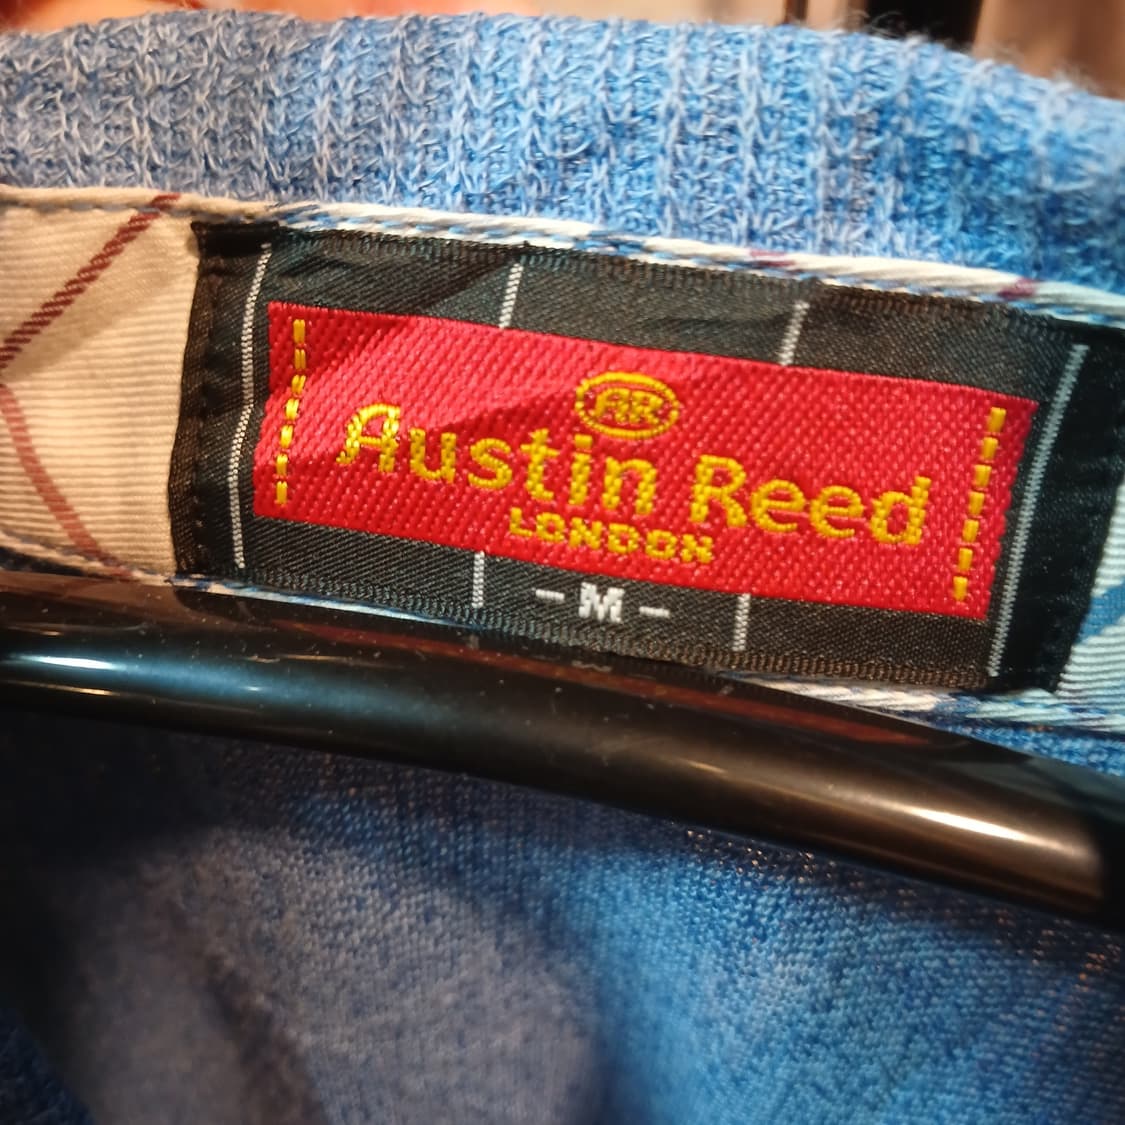 AR
Austin Reed
LONDON
- M -